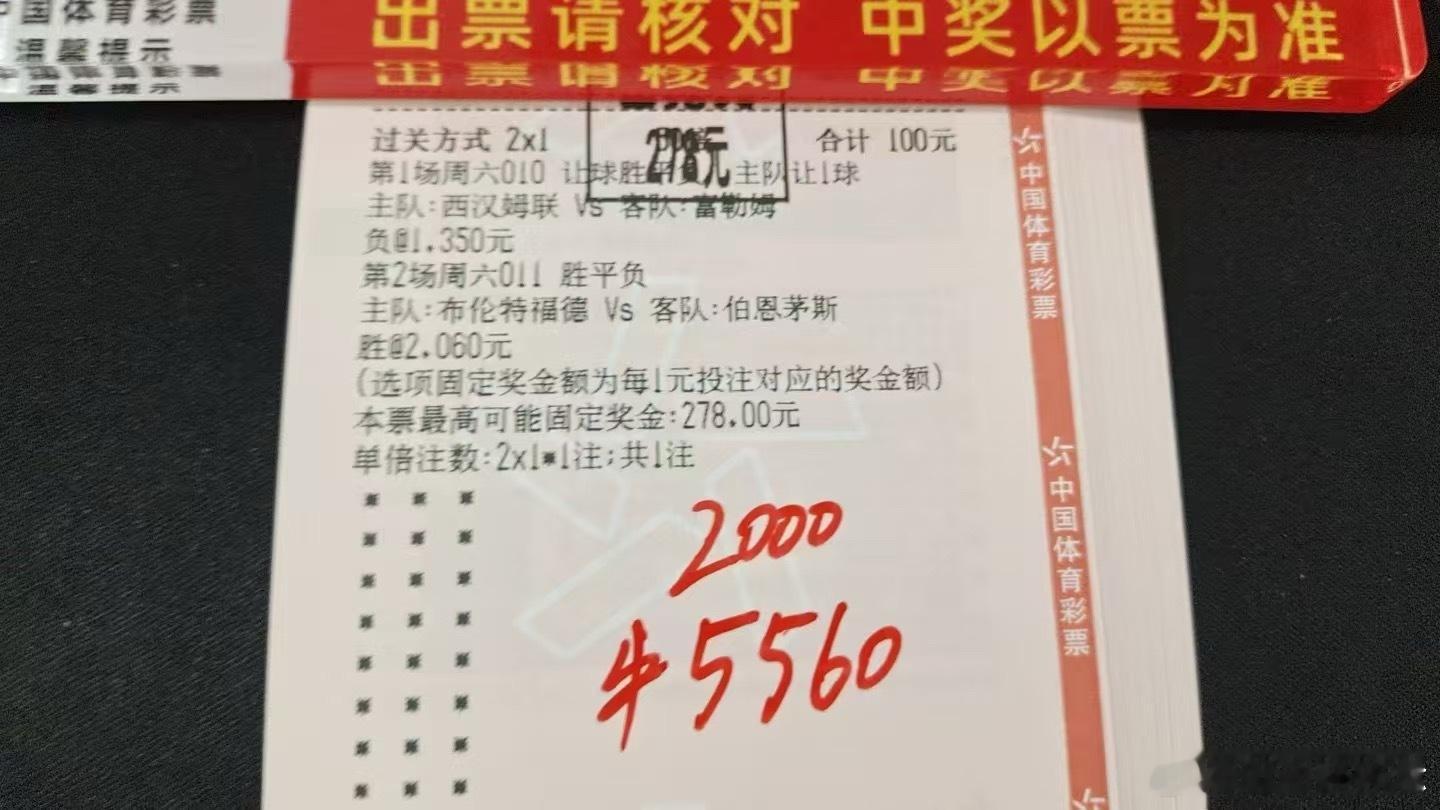 中国体育彩票
温馨提示
出票请核对 中奖以票为准
过关方式 2x1 50倍 合计 100元
278元
第1场周六010 让球胜平负 主队让1球
主队:西汉姆联 Vs 客队:富勒姆
负@1.350元
第2场周六011 胜平负
主队:布伦特福德 Vs 客队:伯恩茅斯
胜@2.060元
(选项固定奖金额为每1元投注对应的奖金额)
本票最高可能固定奖金:278.00元
单倍注数:2x1*1注;共1注
2000
中5560
中国体育彩票
中国体育彩票